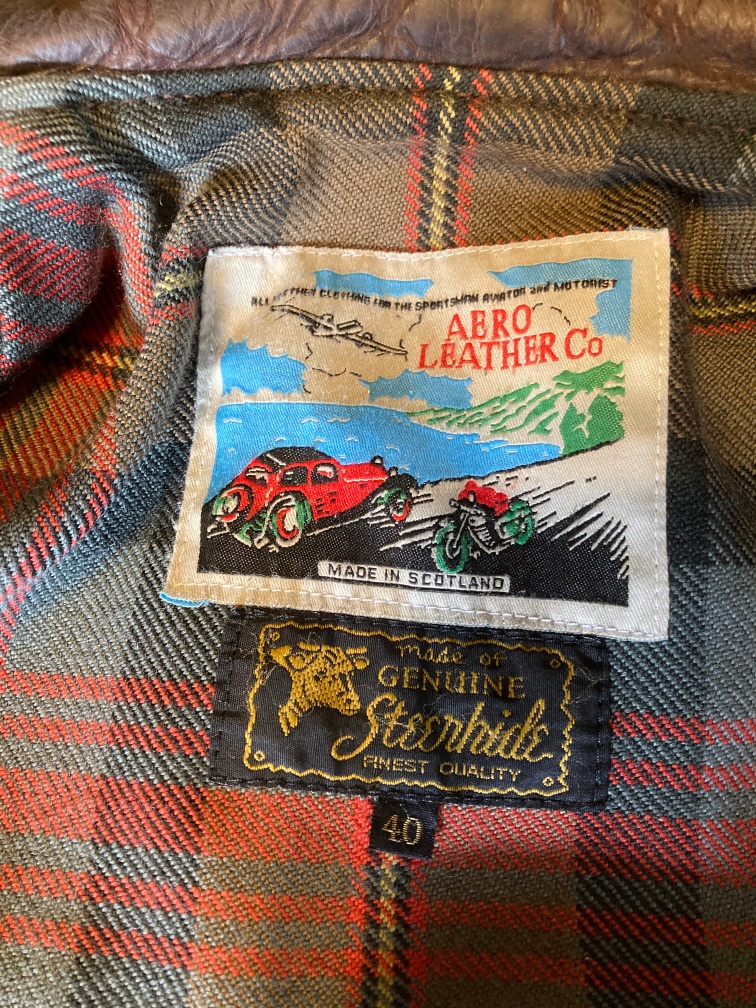 ALL WEATHER CLOTHING FOR THE SPORTSMAN AVIATOR and MOTORIST
AERO
LEATHER Co
MADE IN SCOTLAND
made of
GENUINE
Steerhide
FINEST QUALITY
40